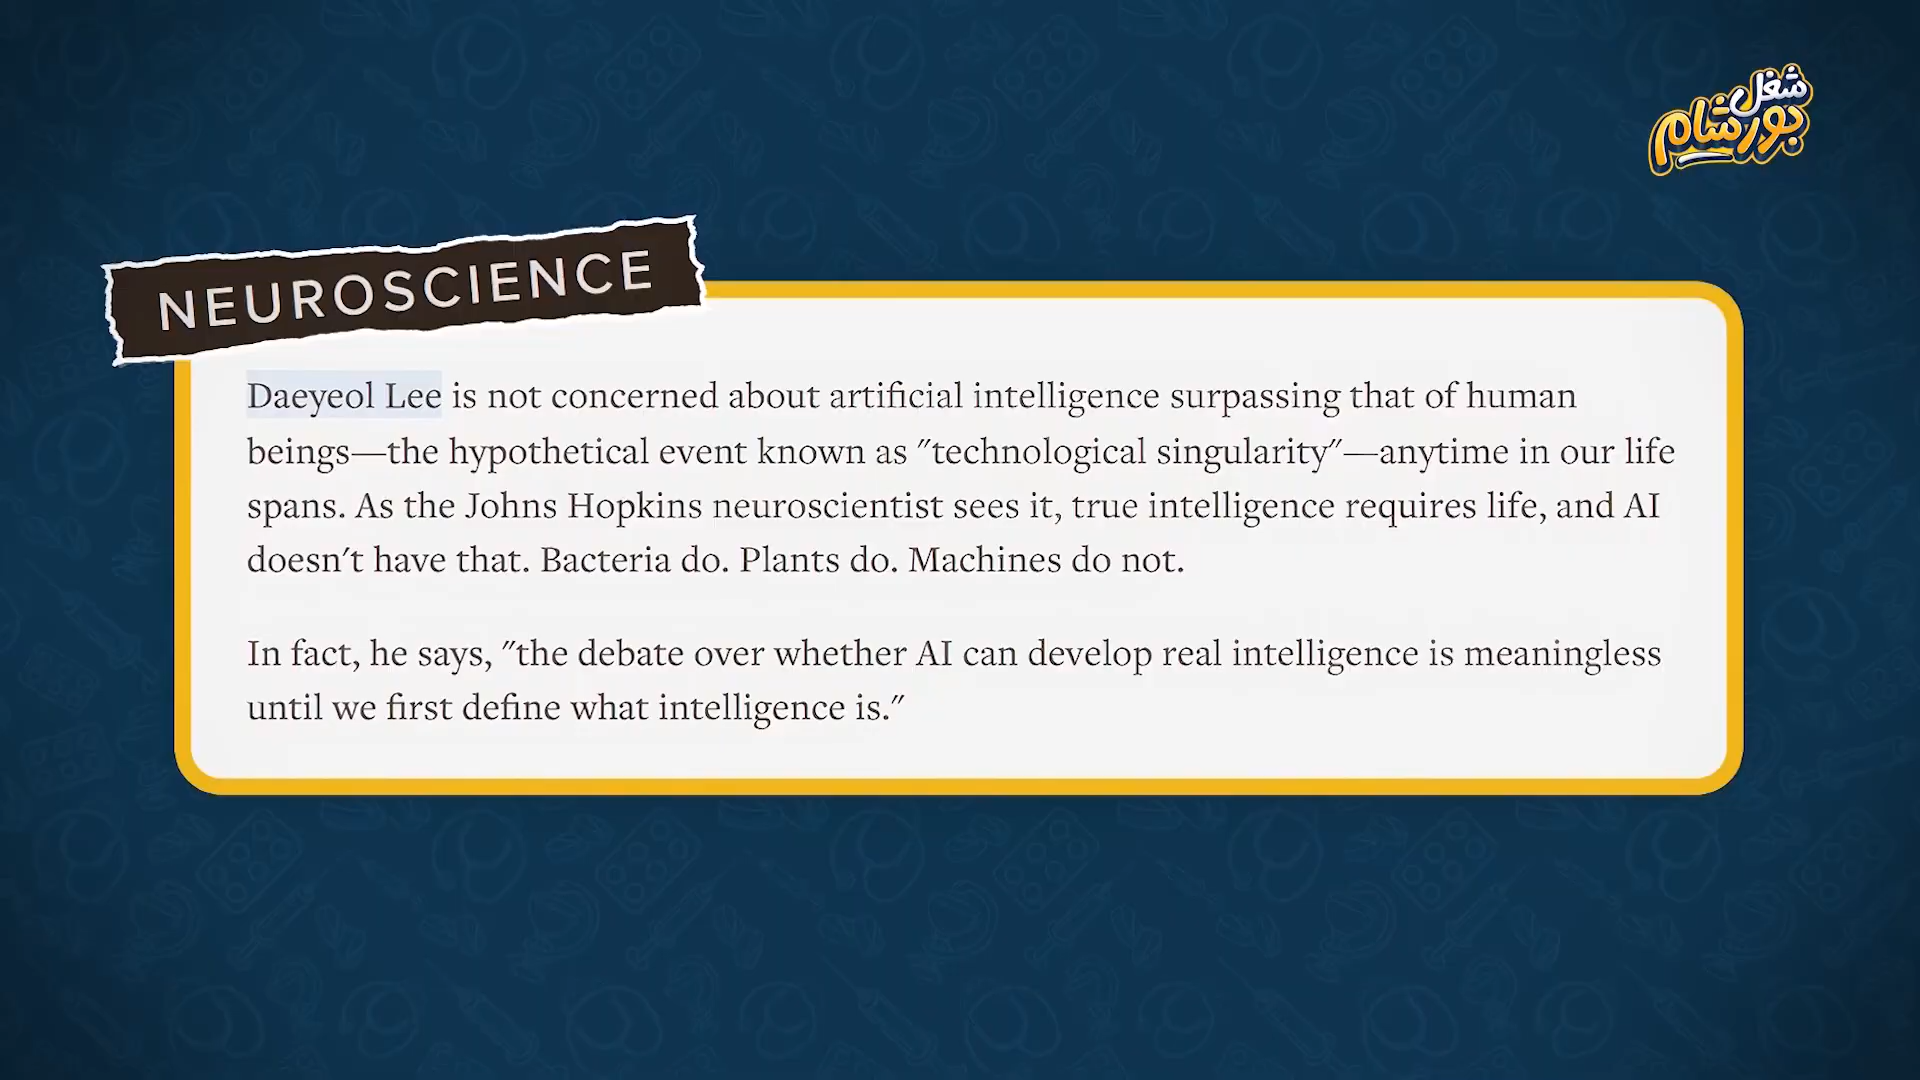 شغل
بورشام
NEUROSCIENCE
Daeyeol Lee is not concerned about artificial intelligence surpassing that of human
beings—the hypothetical event known as "technological singularity"—anytime in our life
spans. As the Johns Hopkins neuroscientist sees it, true intelligence requires life, and AI
doesn't have that. Bacteria do. Plants do. Machines do not.
In fact, he says, "the debate over whether AI can develop real intelligence is meaningless
until we first define what intelligence is."